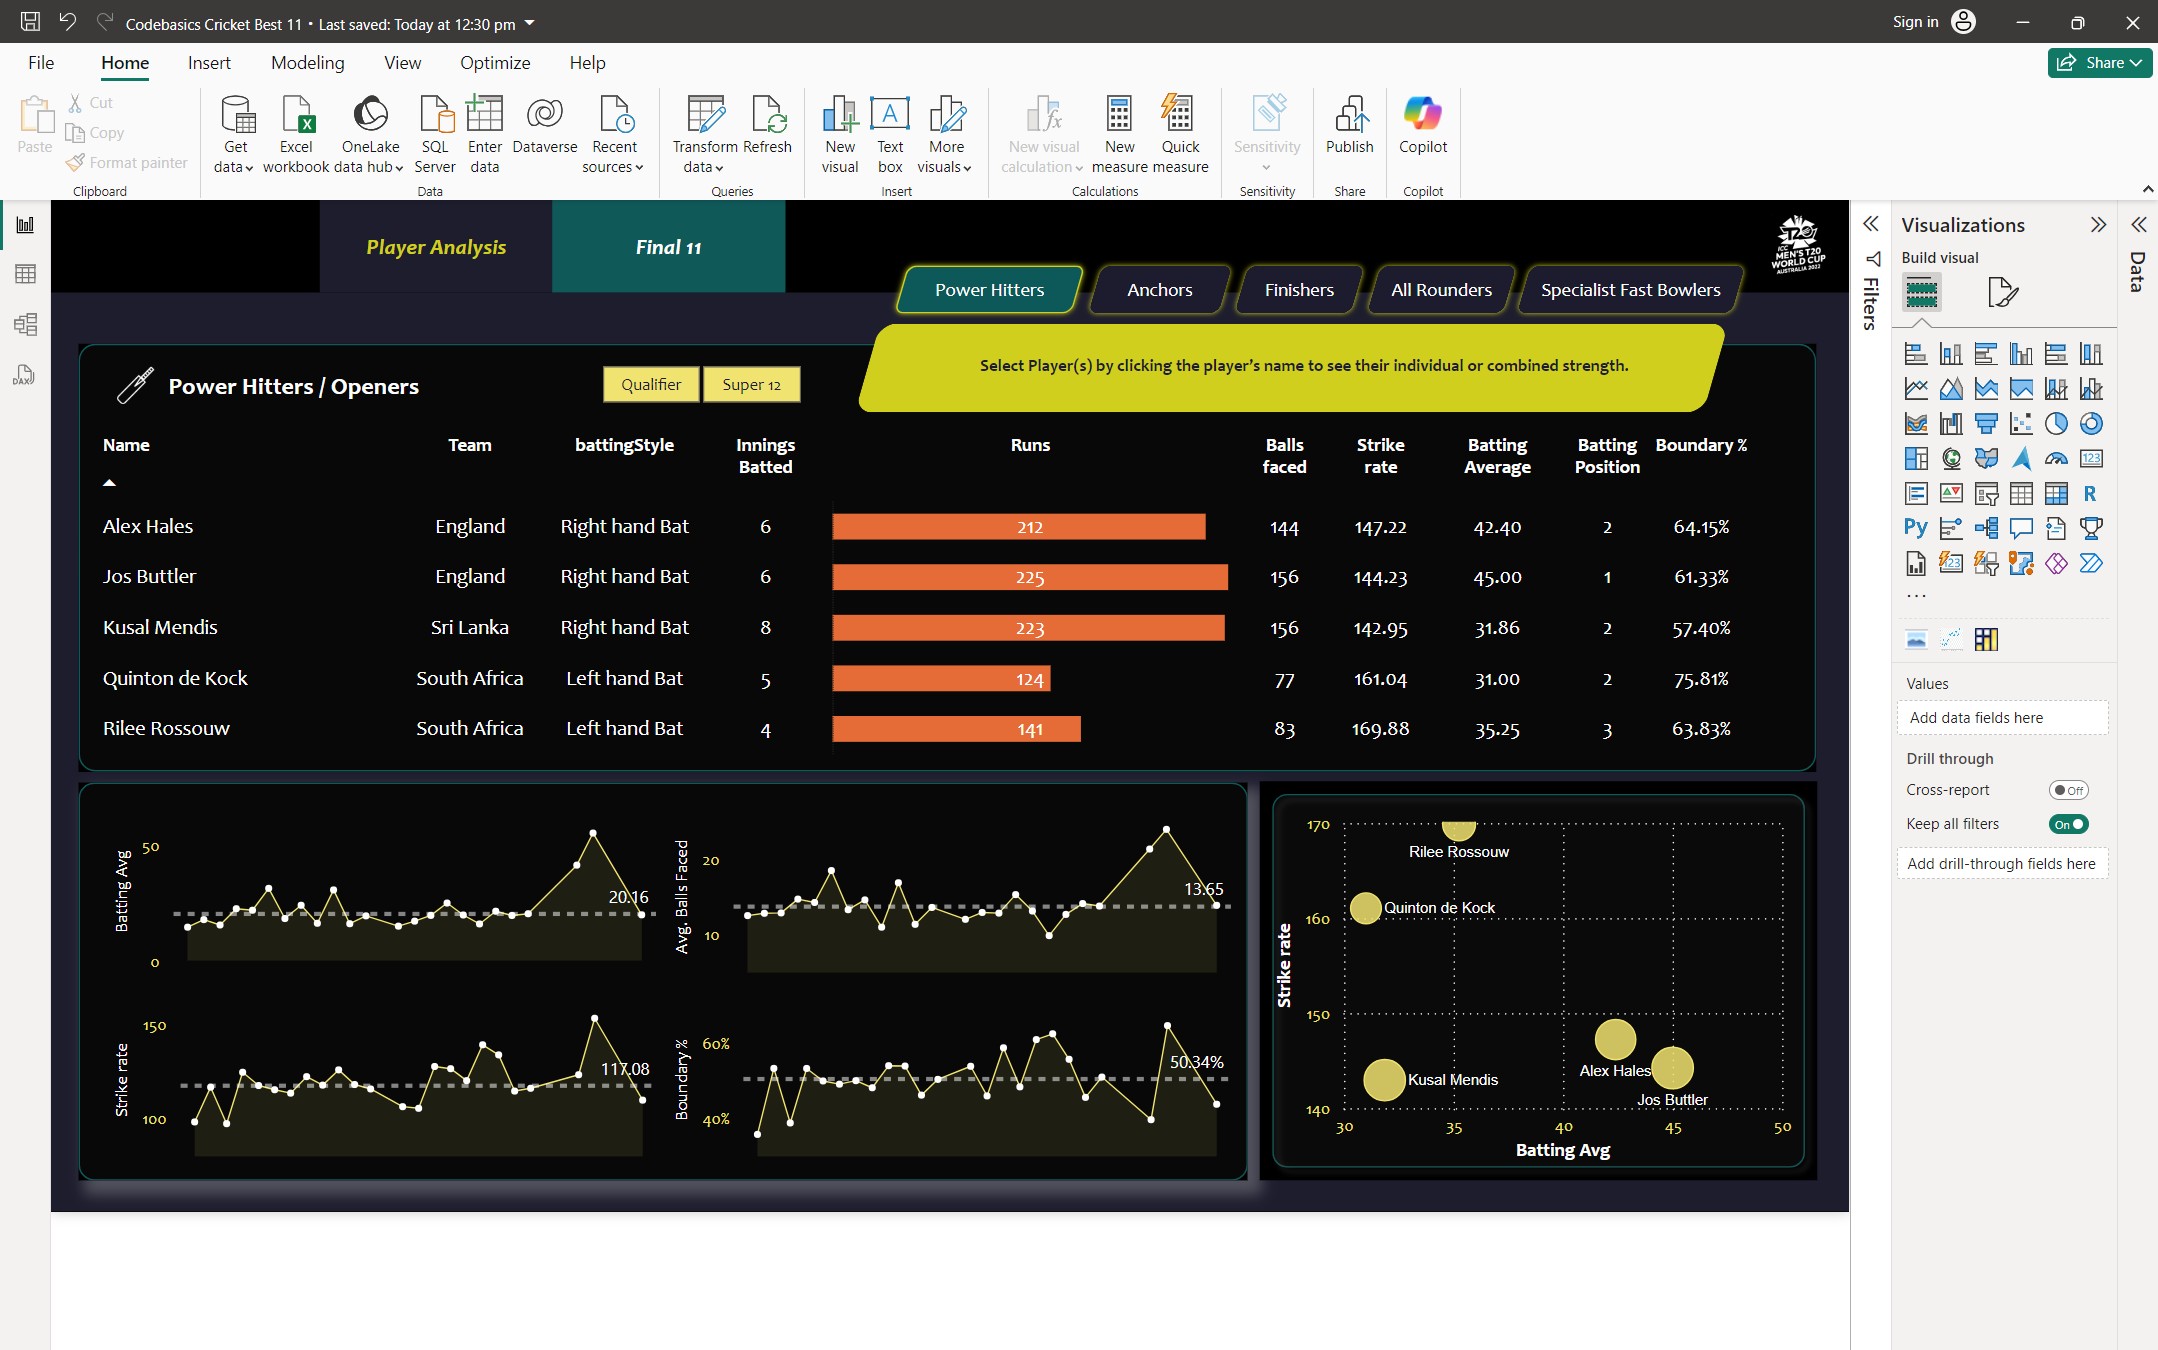 Codebasics Cricket Best 11 • Last saved: Today at 12:30 pm
Sign in
File Home Insert Modeling View Optimize Help
Share
Paste
Cut
Copy
Format painter
Clipboard
Get data
Excel workbook
OneLake data hub
SQL Server
Enter data
Dataverse
Recent sources
Data
Transform data
Refresh
Queries
New visual
Text box
More visuals
Insert
New visual calculation
New measure
Quick measure
Calculations
Sensitivity
Sensitivity
Publish
Share
Copilot
Copilot
Player Analysis
Final 11
ICC
MEN'S T20
WORLD CUP
AUSTRALIA 2022
Power Hitters
Anchors
Finishers
All Rounders
Specialist Fast Bowlers
Select Player(s) by clicking the player's name to see their individual or combined strength.
Power Hitters / Openers
Qualifier
Super 12
Name Team battingStyle Innings Batted Runs Balls faced Strike rate Batting Average Batting Position Boundary %
Alex Hales England Right hand Bat 6 212 144 147.22 42.40 2 64.15%
Jos Buttler England Right hand Bat 6 225 156 144.23 45.00 1 61.33%
Kusal Mendis Sri Lanka Right hand Bat 8 223 156 142.95 31.86 2 57.40%
Quinton de Kock South Africa Left hand Bat 5 124 77 161.04 31.00 2 75.81%
Rilee Rossouw South Africa Left hand Bat 4 141 83 169.88 35.25 3 63.83%
Batting Avg
50
0
20.16
Avg. Balls Faced
20
10
13.65
Strike rate
150
100
117.08
Boundary%
60%
40%
50.34%
Strike rate
170
160
150
140
Rilee Rossouw
Quinton de Kock
Kusal Mendis
Alex Hales
Jos Buttler
30 35 40 45 50
Batting Avg
Filters
Visualizations
Build visual
123
R
Py
123
...
Values
Add data fields here
Drill through
Cross-report
Off
Keep all filters
On
Add drill-through fields here
Data
DAX